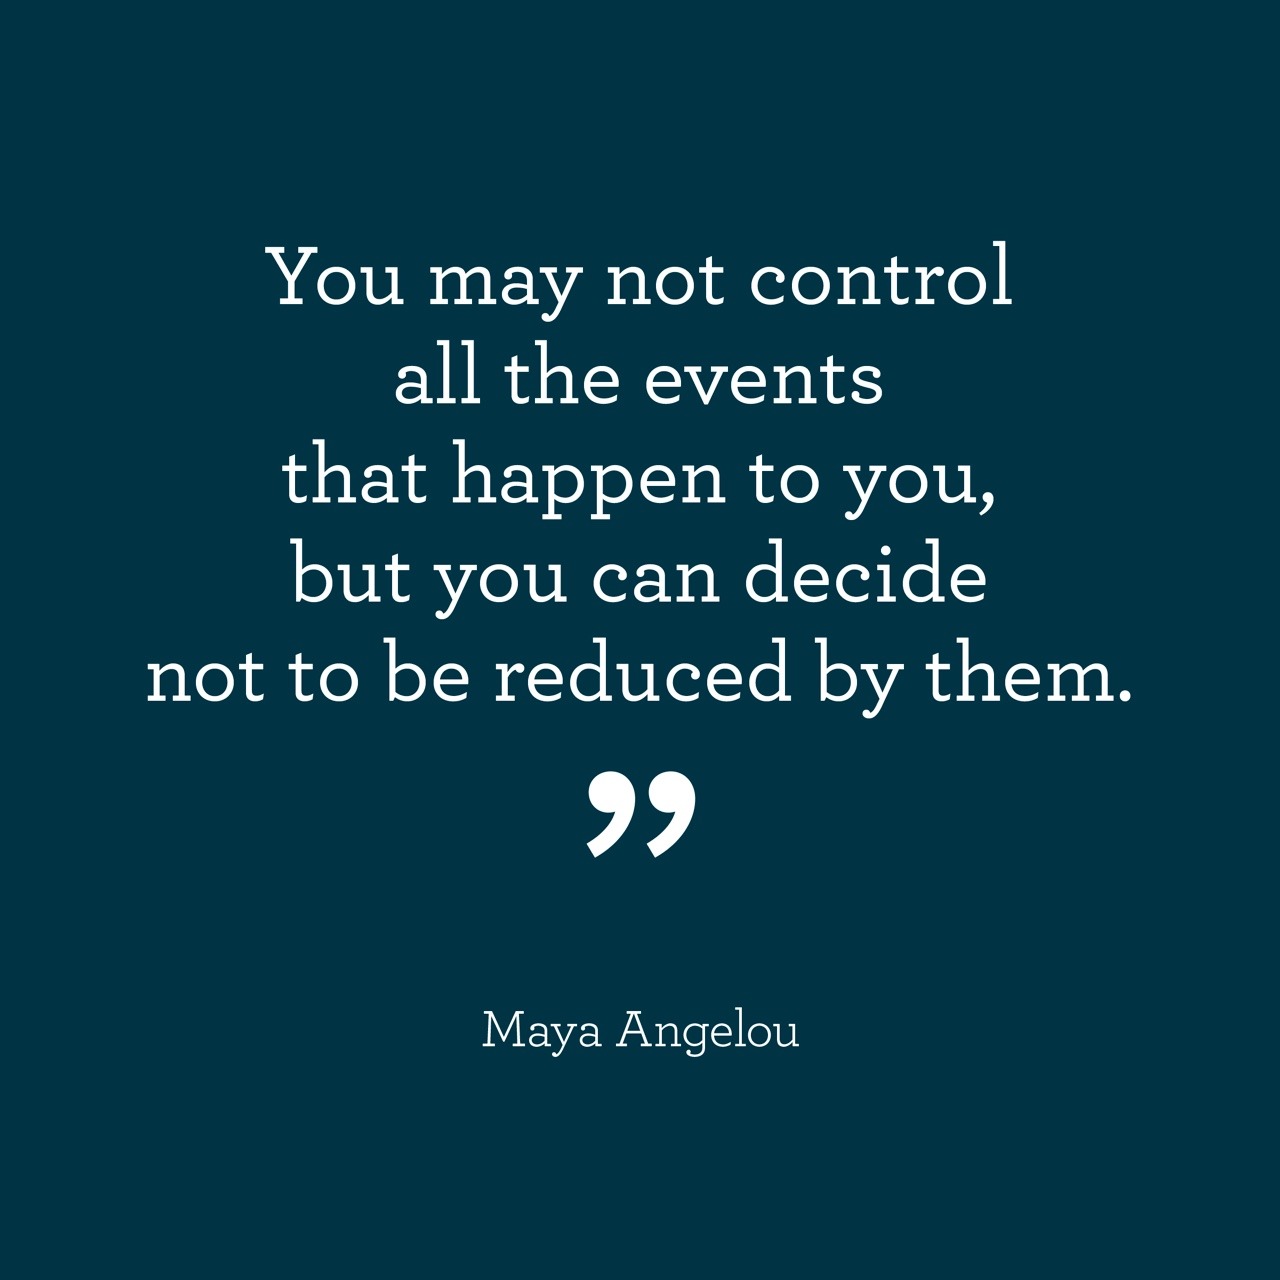 You may not control
all the events
that happen to you,
but you can decide
not to be reduced by them.
”
Maya Angelou